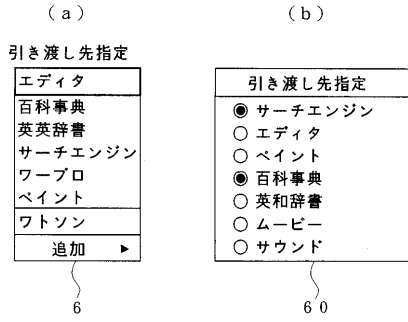 (a)
引き渡し先指定
エディタ
百科事典
英英辞書
サーチエンジン
ワープロ
ペイント
ワトソン
追加 ▶
6
(b)
引き渡し先指定
◉ サーチエンジン
○ エディタ
○ ペイント
◉ 百科事典
○ 英和辞書
○ ムービー
○ サウンド
60